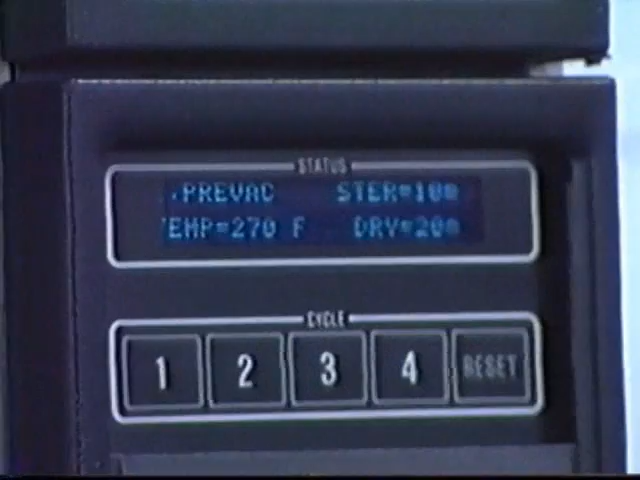 STATUS
.PREVAC STER=10m
EMP=270 F DRY=20m
CYCLE
1 2 3 4 RESET